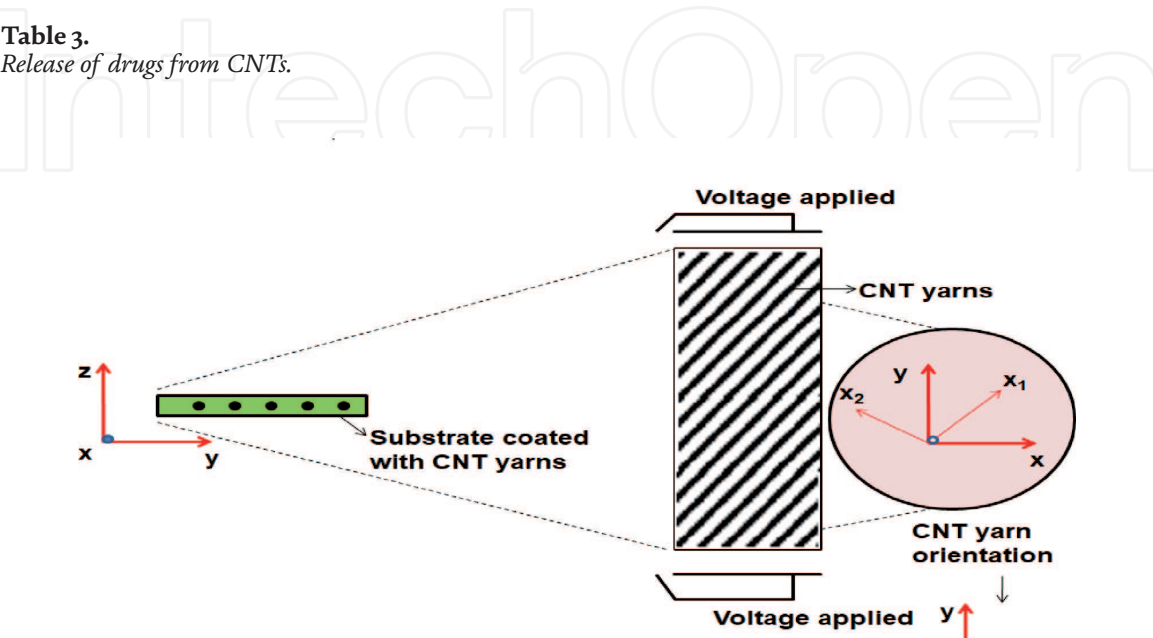 IntechOpen
Table 3.
Release of drugs from CNTs.
Voltage applied
CNT yarns
z
y
x₁
x₂
Substrate coated
with CNT yarns
x
y
x
CNT yarn
orientation
Voltage applied
y